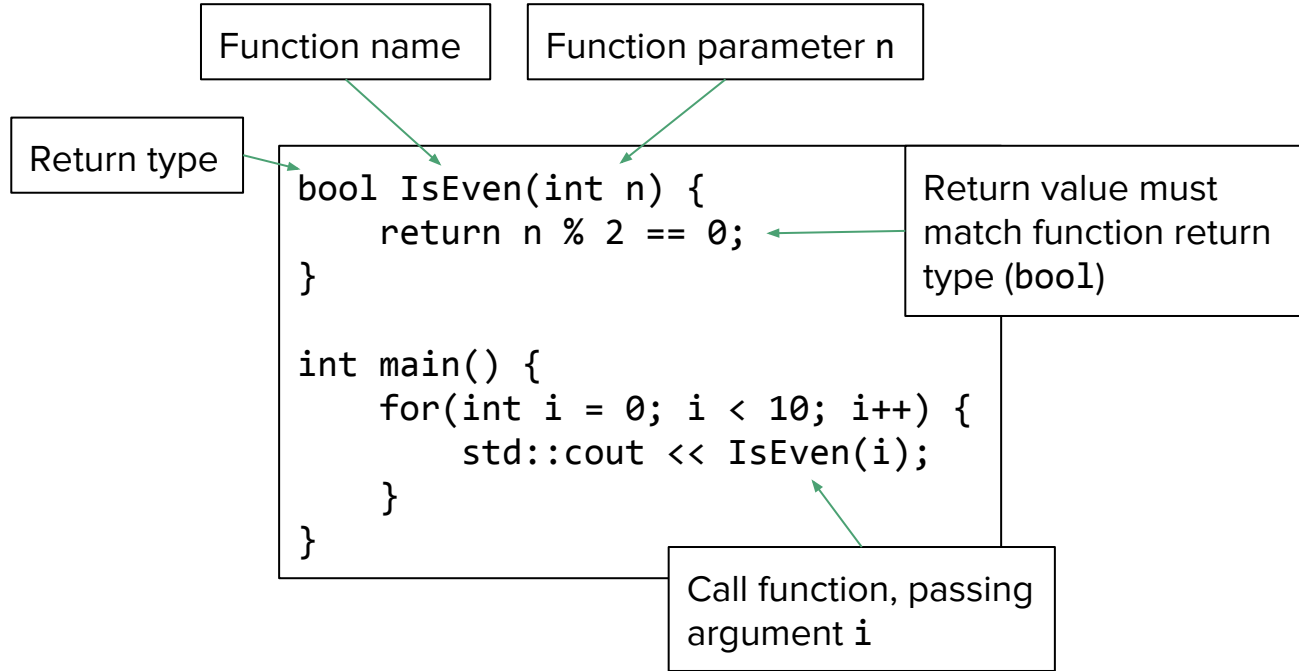 Function name
Function parameter n
Return type
bool IsEven(int n) {
    return n % 2 == 0;
}
Return value must
match function return
type (bool)
int main() {
    for(int i = 0; i < 10; i++) {
        std::cout << IsEven(i);
    }
}
Call function, passing
argument i